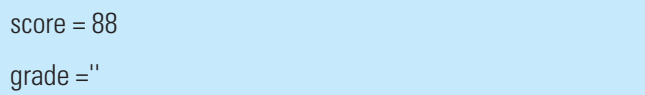 score = 88
grade =''